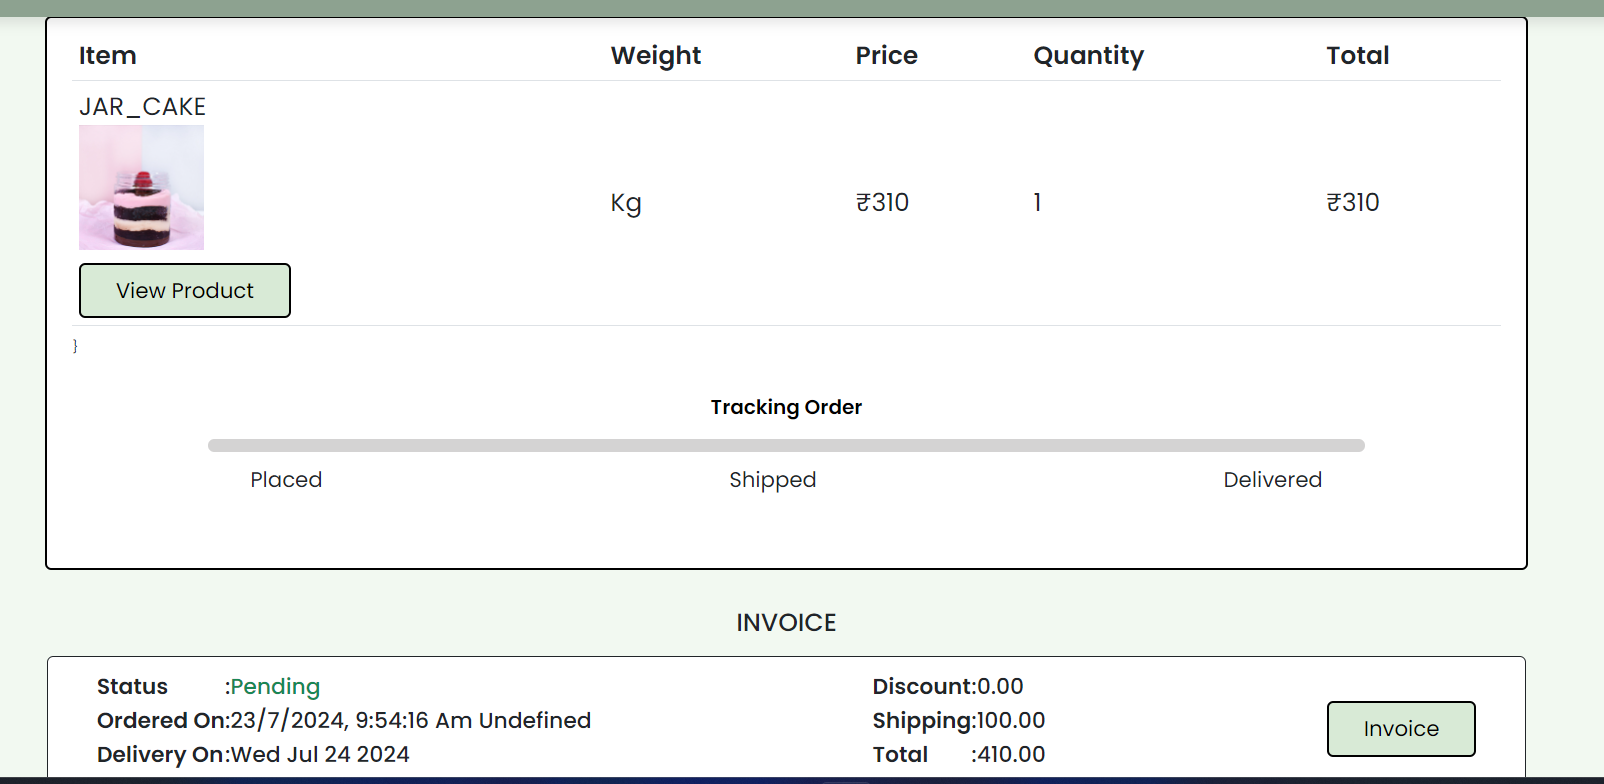 Item Weight Price Quantity Total
JAR_CAKE
Kg ₹310 1 ₹310
View Product
}
Tracking Order
Placed Shipped Delivered
INVOICE
Status :Pending
Ordered On:23/7/2024, 9:54:16 Am Undefined
Delivery On:Wed Jul 24 2024
Discount:0.00
Shipping:100.00
Total :410.00
Invoice